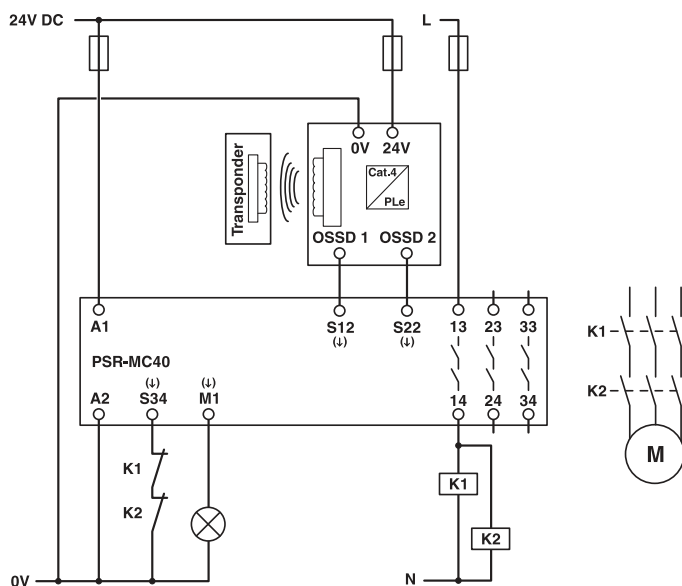 24V DC
L
0V 24V
Transponder
Cat.4
PLe
OSSD 1 OSSD 2
A1
S12
(↓)
S22
(↓)
13 23 33
PSR-MC40
A2
(↓)
S34
(↓)
M1
14 24 34
K1
K2
K1
K2
0V
N
K1
K2
M